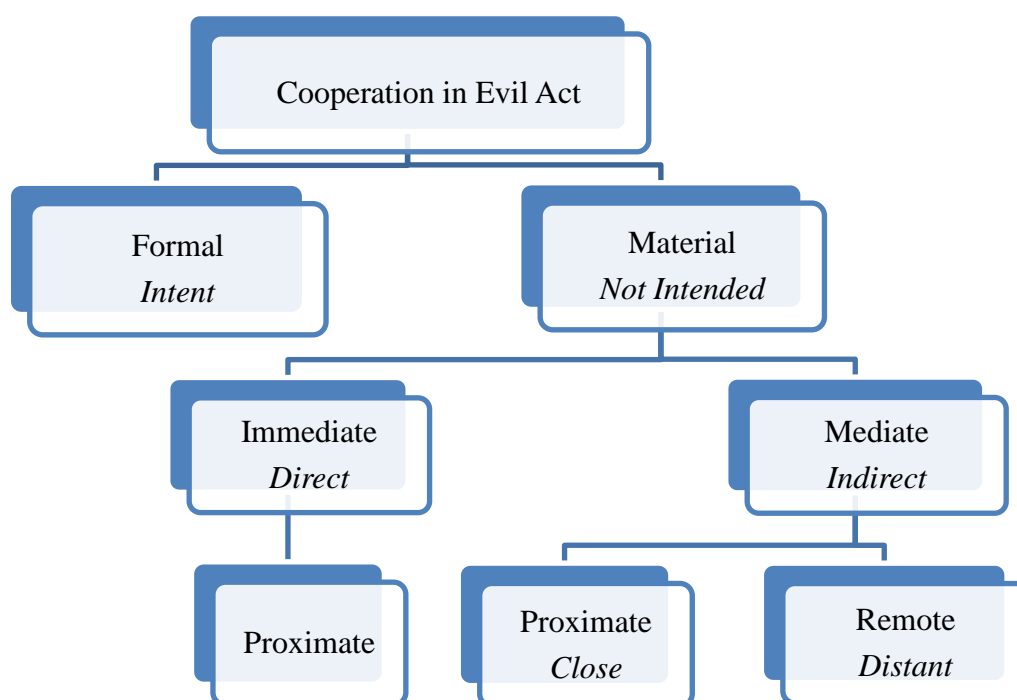 Cooperation in Evil Act
Formal
Intent
Material
Not Intended
Immediate
Direct
Mediate
Indirect
Proximate
Proximate
Close
Remote
Distant